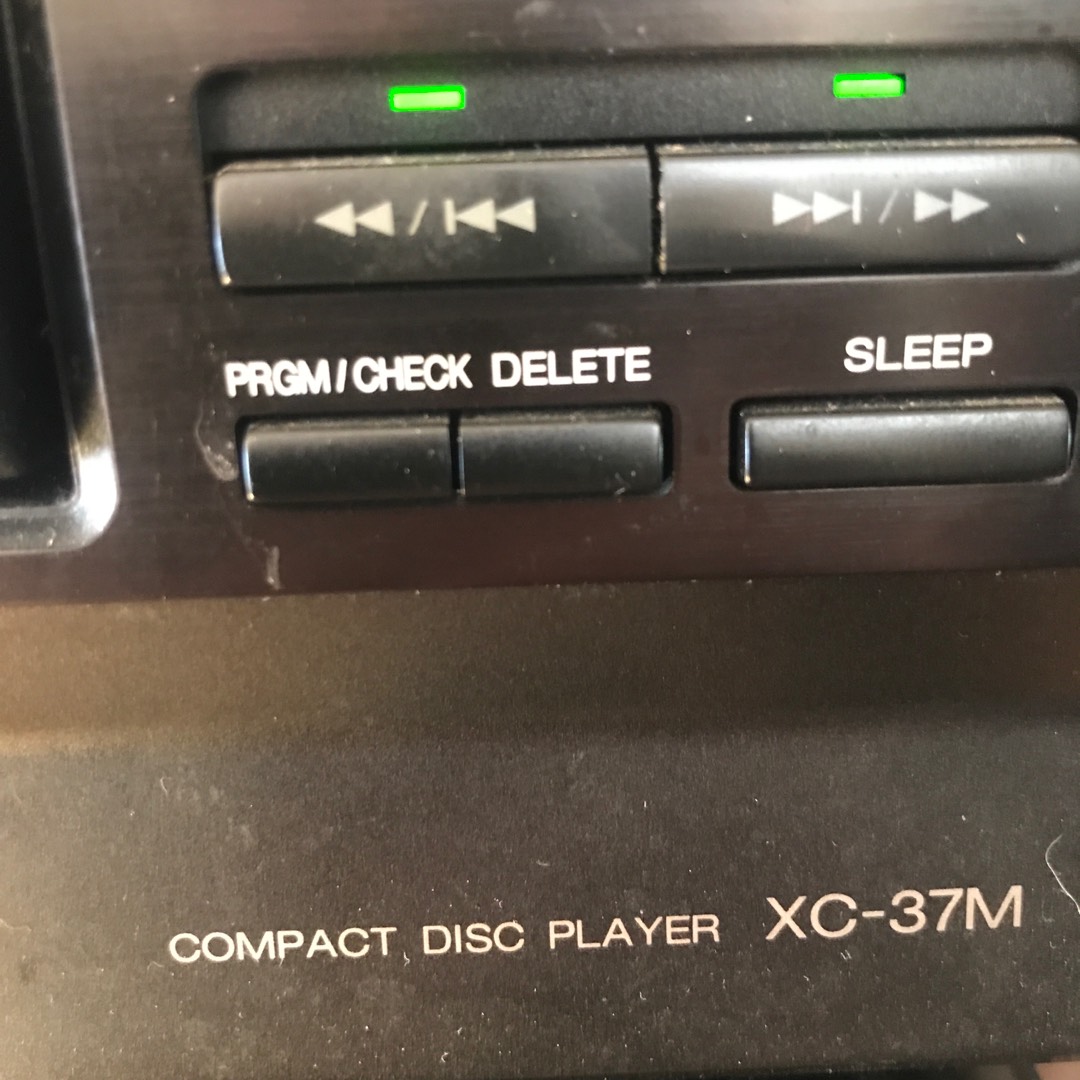 PRGM/CHECK DELETE
SLEEP
COMPACT DISC PLAYER XC-37M